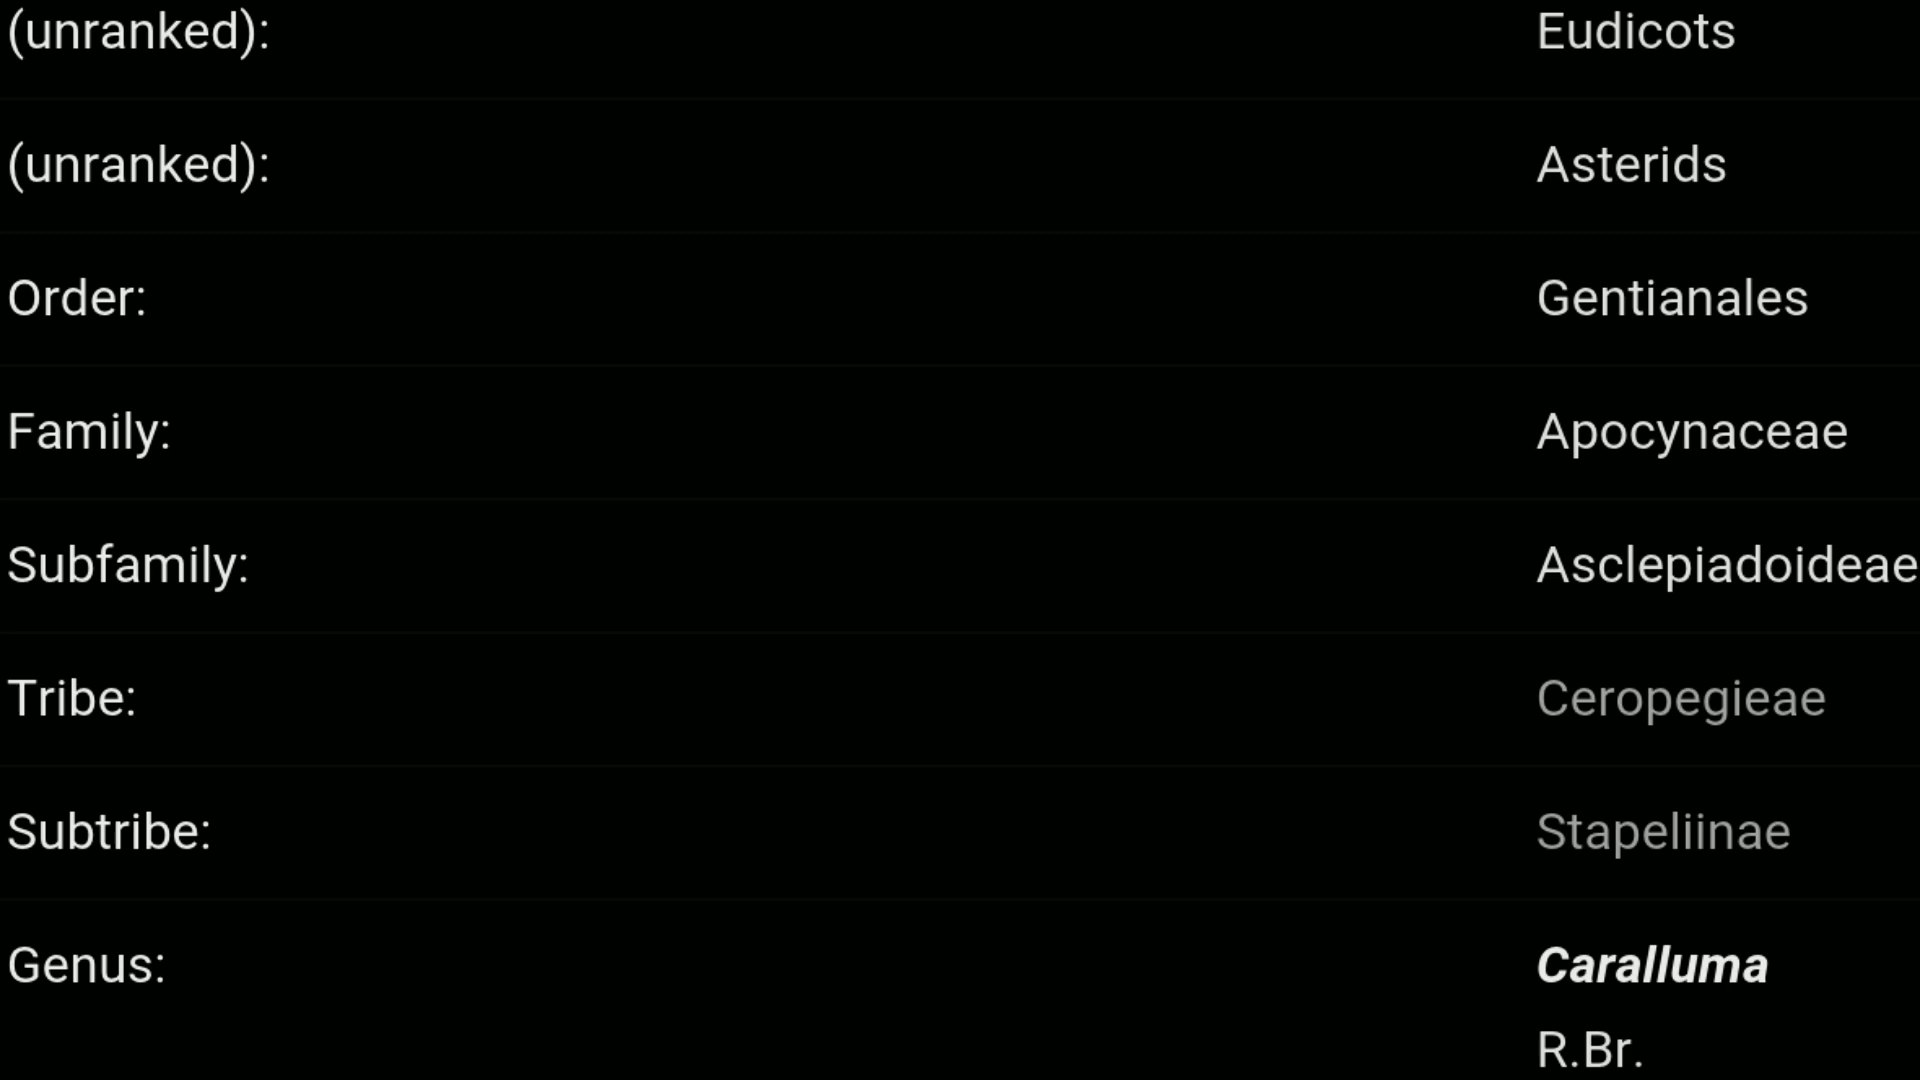 (unranked): Eudicots
(unranked): Asterids
Order: Gentianales
Family: Apocynaceae
Subfamily: Asclepiadoideae
Tribe: Ceropegieae
Subtribe: Stapeliinae
Genus: Caralluma
R.Br.